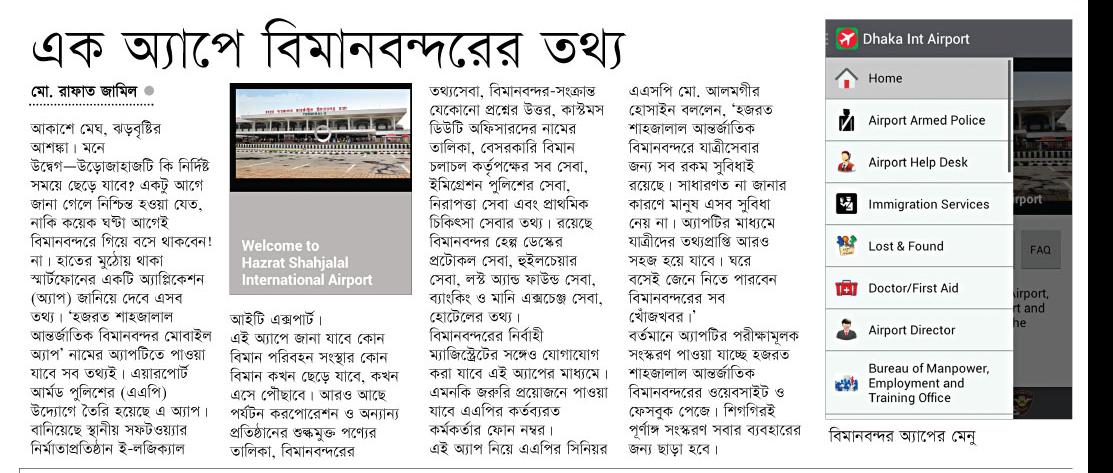 এক অ্যাপে বিমানবন্দরের তথ্য
মো. রাফাত জামিল
আকাশে মেঘ, ঝড়বৃষ্টির
আশঙ্কা। মনে
উদ্বেগ—উড়োজাহাজটি কি নির্দিষ্ট
সময়ে ছেড়ে যাবে? একটু আগে
জানা গেলে নিশ্চিন্ত হওয়া যেত,
নাকি কয়েক ঘণ্টা আগেই
বিমানবন্দরে গিয়ে বসে থাকবেন!
না। হাতের মুঠোয় থাকা
স্মার্টফোনের একটি অ্যাপ্লিকেশন
(অ্যাপ) জানিয়ে দেবে এসব
তথ্য। ‘হজরত শাহজালাল
আন্তর্জাতিক বিমানবন্দর মোবাইল
অ্যাপ’ নামের অ্যাপটিতে পাওয়া
যাবে সব তথ্যই। এয়ারপোর্ট
আর্মড পুলিশের (এএপি)
উদ্যোগে তৈরি হয়েছে এ অ্যাপ।
বানিয়েছে স্থানীয় সফটওয়্যার
নির্মাতাপ্রতিষ্ঠান ই-লজিক্যাল
Welcome to
Hazrat Shahjalal
International Airport
আইটি এক্সপার্ট।
এই অ্যাপে জানা যাবে কোন
বিমান পরিবহন সংস্থার কোন
বিমান কখন ছেড়ে যাবে, কখন
এসে পৌঁছাবে। আরও আছে
পর্যটন করপোরেশন ও অন্যান্য
প্রতিষ্ঠানের শুল্কমুক্ত পণ্যের
তালিকা, বিমানবন্দরের
তথ্যসেবা, বিমানবন্দর-সংক্রান্ত
যেকোনো প্রশ্নের উত্তর, কাস্টমস
ডিউটি অফিসারদের নামের
তালিকা, বেসরকারি বিমান
চলাচল কর্তৃপক্ষের সব সেবা,
ইমিগ্রেশন পুলিশের সেবা,
নিরাপত্তা সেবা এবং প্রাথমিক
চিকিৎসা সেবার তথ্য। রয়েছে
বিমানবন্দর হেল্প ডেস্কের
প্রটোকল সেবা, হুইলচেয়ার
সেবা, লস্ট অ্যান্ড ফাউন্ড সেবা,
ব্যাংকিং ও মানি এক্সচেঞ্জ সেবা,
হোটেলের তথ্য।
বিমানবন্দরের নির্বাহী
ম্যাজিস্ট্রেটের সঙ্গেও যোগাযোগ
করা যাবে এই অ্যাপের মাধ্যমে।
এমনকি জরুরি প্রয়োজনে পাওয়া
যাবে এএপির কর্তব্যরত
কর্মকর্তার ফোন নম্বর।
এই অ্যাপ নিয়ে এএপির সিনিয়র
এএসপি মো. আলমগীর
হোসাইন বললেন, ‘হজরত
শাহজালাল আন্তর্জাতিক
বিমানবন্দরে যাত্রীসেবার
জন্য সব রকম সুবিধাই
রয়েছে। সাধারণত না জানার
কারণে মানুষ এসব সুবিধা
নেয় না। অ্যাপটির মাধ্যমে
যাত্রীদের তথ্যপ্রাপ্তি আরও
সহজ হয়ে যাবে। ঘরে
বসেই জেনে নিতে পারবেন
বিমানবন্দরের সব
খোঁজখবর।’
বর্তমানে অ্যাপটির পরীক্ষামূলক
সংস্করণ পাওয়া যাচ্ছে হজরত
শাহজালাল আন্তর্জাতিক
বিমানবন্দরের ওয়েবসাইট ও
ফেসবুক পেজে। শিগগিরই
পূর্ণাঙ্গ সংস্করণ সবার ব্যবহারের
জন্য ছাড়া হবে।
Dhaka Int Airport
Home
Airport Armed Police
Airport Help Desk
Immigration Services
Lost & Found
Doctor/First Aid
Airport Director
Bureau of Manpower,
Employment and
Training Office
FAQ
বিমানবন্দর অ্যাপের মেনু